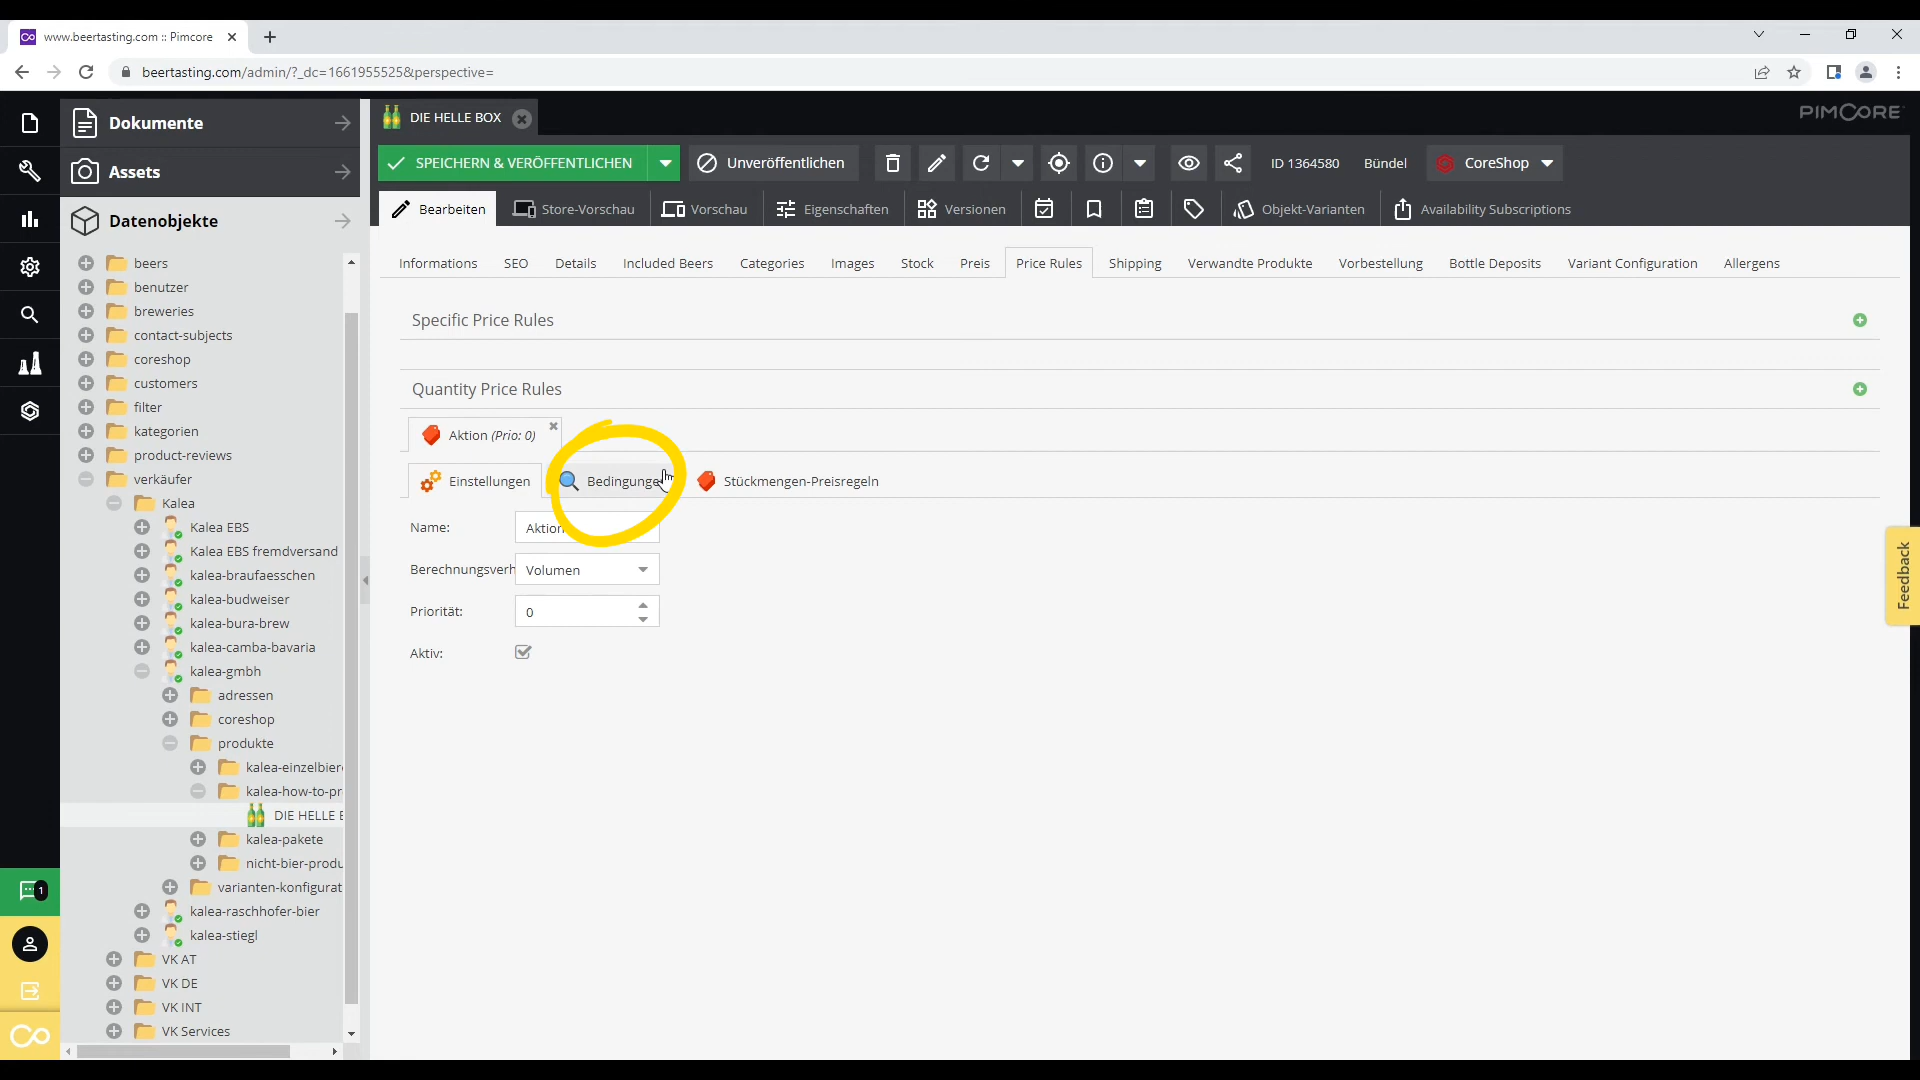 www.beertasting.com :: Pimcore
beertasting.com/admin/?_dc=1661955525&perspective=
Dokumente
Assets
Datenobjekte
beers
benutzer
breweries
contact-subjects
coreshop
customers
filter
kategorien
product-reviews
verkäufer
Kalea
Kalea EBS
Kalea EBS fremdversand
kalea-braufaesschen
kalea-budweiser
kalea-bura-brew
kalea-camba-bavaria
kalea-gmbh
adressen
coreshop
produkte
kalea-einzelbier
kalea-how-to-pr
DIE HELLE
kalea-pakete
nicht-bier-produ
varianten-konfigurat
kalea-raschhofer-bier
kalea-stiegl
VK AT
VK DE
VK INT
VK Services
1
DIE HELLE BOX
PIMCORE
SPEICHERN & VERÖFFENTLICHEN
Unveröffentlichen
ID 1364580
Bündel
CoreShop
Bearbeiten
Store-Vorschau
Vorschau
Eigenschaften
Versionen
Objekt-Varianten
Availability Subscriptions
Informations
SEO
Details
Included Beers
Categories
Images
Stock
Preis
Price Rules
Shipping
Verwandte Produkte
Vorbestellung
Bottle Deposits
Variant Configuration
Allergens
Specific Price Rules
Quantity Price Rules
Aktion (Prio: 0)
Einstellungen
Bedingunge
Stückmengen-Preisregeln
Name:
Aktion
Berechnungsverh
Volumen
Priorität:
0
Aktiv:
Feedback